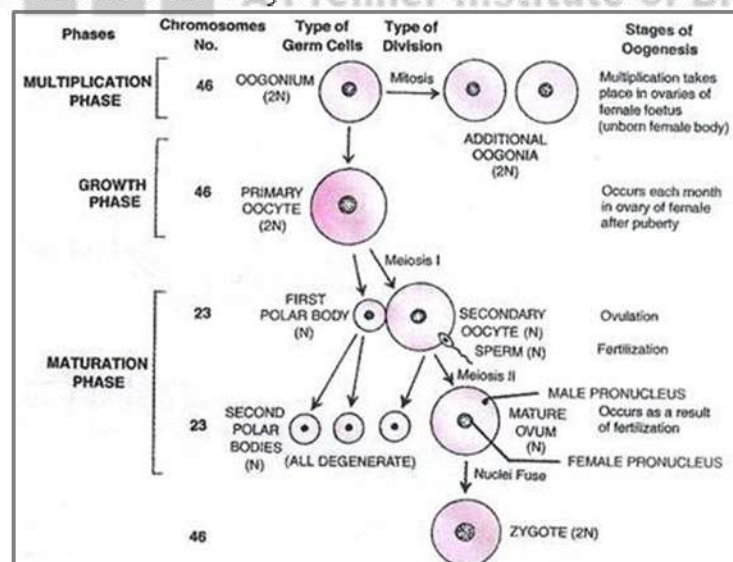 Phases
Chromosomes
No.
Type of
Germ Cells
Type of
Division
Stages of
Oogenesis
MULTIPLICATION
PHASE
46
OOGONIUM
(2N)
Mitosis
ADDITIONAL
OOGONIA
(2N)
Multiplication takes
place in ovaries of
female foetus
(unborn female body)
GROWTH
PHASE
46
PRIMARY
OOCYTE
(2N)
Occurs each month
in ovary of female
after puberty
Meiosis I
MATURATION
PHASE
23
FIRST
POLAR BODY
(N)
SECONDARY
OOCYTE (N)
Ovulation
SPERM (N)
Fertilization
Meiosis II
23
SECOND
POLAR
BODIES
(N)
(ALL DEGENERATE)
MALE PRONUCLEUS
MATURE
OVUM
(N)
Occurs as a result
of fertilization
FEMALE PRONUCLEUS
Nuclei Fuse
46
ZYGOTE (2N)